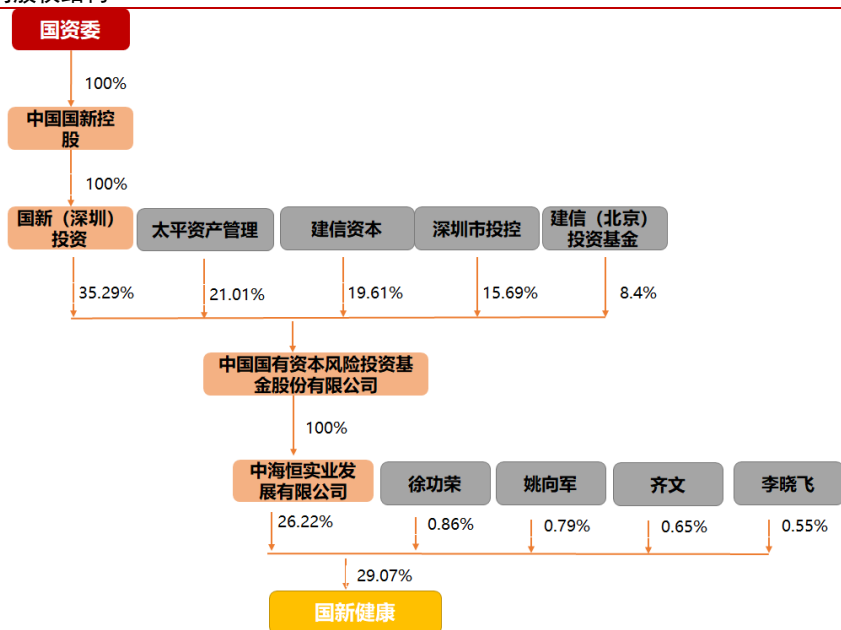 国资委
100%
中国国新控
股
100%
国新（深圳）
投资
太平资产管理
建信资本
深圳市投控
建信（北京）
投资基金
35.29%
21.01%
19.61%
15.69%
8.4%
中国国有资本风险投资基
金股份有限公司
100%
中海恒实业发
展有限公司
徐功荣
姚向军
齐文
李晓飞
26.22%
0.86%
0.79%
0.65%
0.55%
29.07%
国新健康